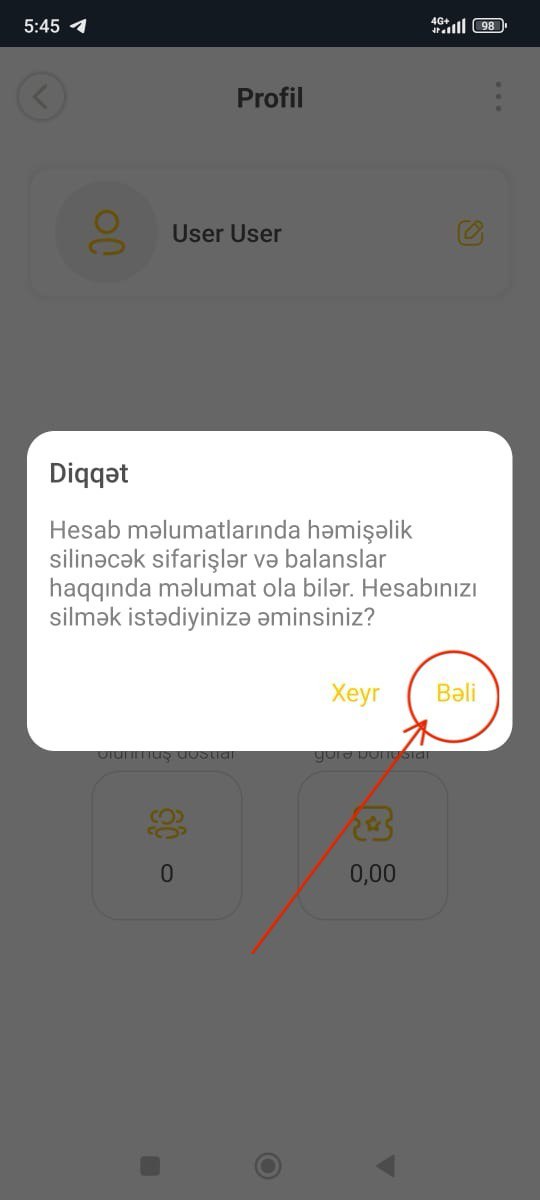 5:45
4G+
98
Profil
User User
Diqqət
Hesab məlumatlarında həmişəlik
silinəcək sifarişlər və balanslar
haqqında məlumat ola bilər. Hesabınızı
silmək istədiyinizə əminsiniz?
Xeyr Bəli
olunmuş dostlar görə bonuslar
0 0,00